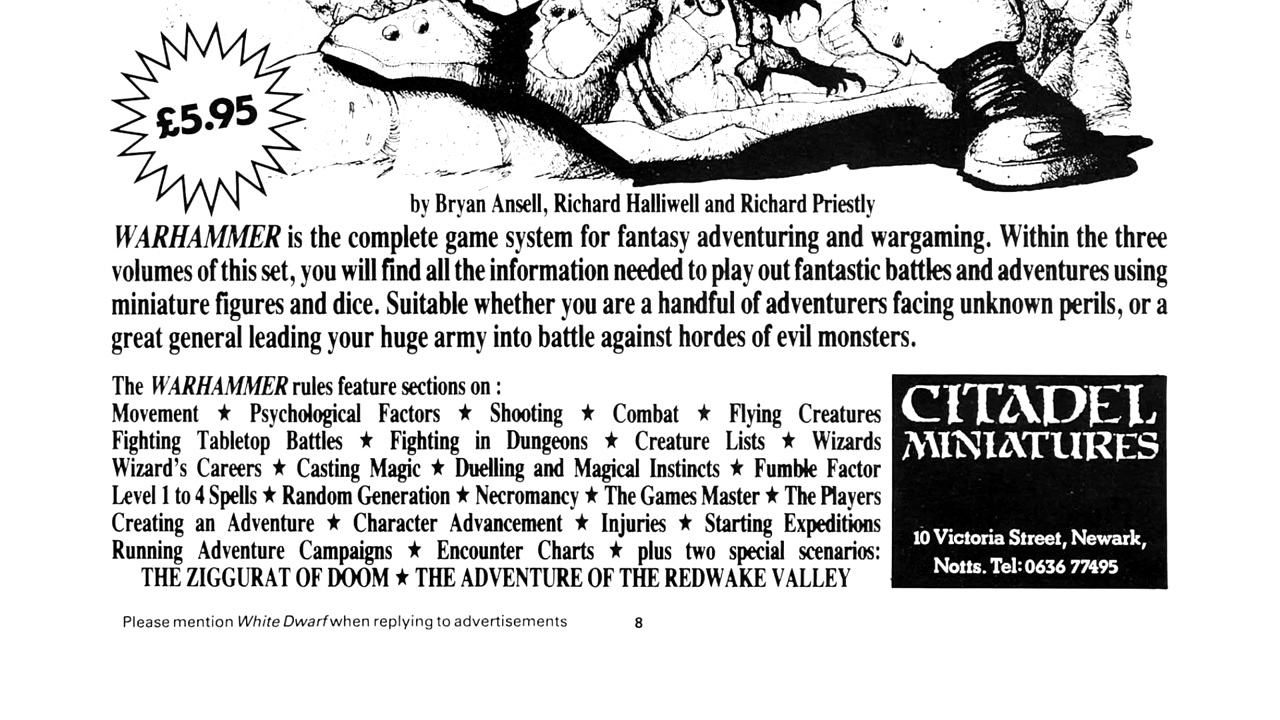 £5.95
by Bryan Ansell, Richard Halliwell and Richard Priestly
WARHAMMER is the complete game system for fantasy adventuring and wargaming. Within the three
volumes of this set, you will find all the information needed to play out fantastic battles and adventures using
miniature figures and dice. Suitable whether you are a handful of adventurers facing unknown perils, or a
great general leading your huge army into battle against hordes of evil monsters.
The WARHAMMER rules feature sections on :
Movement ★ Psychological Factors ★ Shooting ★ Combat ★ Flying Creatures
Fighting Tabletop Battles ★ Fighting in Dungeons ★ Creature Lists ★ Wizards
Wizard's Careers ★ Casting Magic ★ Duelling and Magical Instincts ★ Fumble Factor
Level 1 to 4 Spells ★ Random Generation ★ Necromancy ★ The Games Master ★ The Players
Creating an Adventure ★ Character Advancement ★ Injuries ★ Starting Expeditions
Running Adventure Campaigns ★ Encounter Charts ★ plus two special scenarios:
THE ZIGGURAT OF DOOM ★ THE ADVENTURE OF THE REDWAKE VALLEY
CITADEL
MINIATURES
10 Victoria Street, Newark,
Notts. Tel: 0636 77495
Please mention White Dwarf when replying to advertisements
8